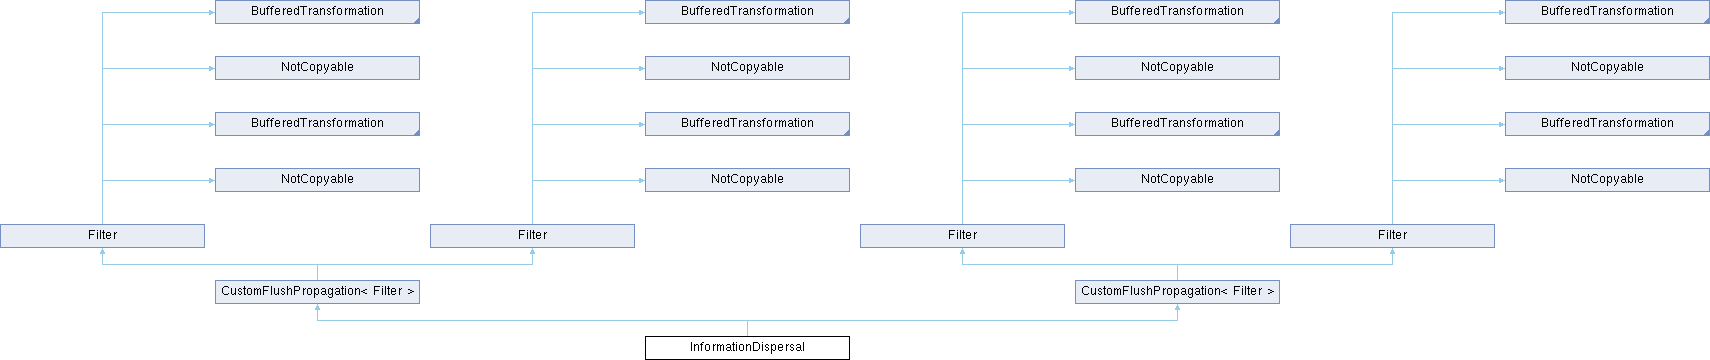 BufferedTransformation BufferedTransformation BufferedTransformation BufferedTransformation
NotCopyable NotCopyable NotCopyable NotCopyable
BufferedTransformation BufferedTransformation BufferedTransformation BufferedTransformation
NotCopyable NotCopyable NotCopyable NotCopyable
Filter Filter Filter Filter
CustomFlushPropagation< Filter > CustomFlushPropagation< Filter >
InformationDispersal